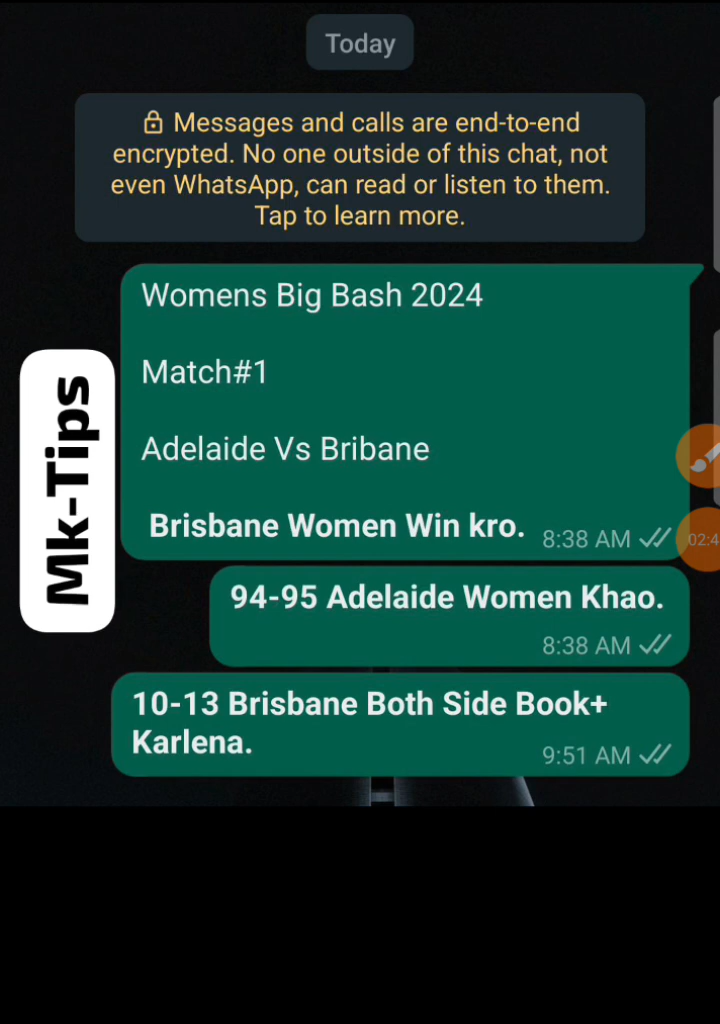 Today
Messages and calls are end-to-end
encrypted. No one outside of this chat, not
even WhatsApp, can read or listen to them.
Tap to learn more.
Womens Big Bash 2024
Match#1
Adelaide Vs Bribane
Brisbane Women Win kro. 8:38 AM
94-95 Adelaide Women Khao.
8:38 AM
10-13 Brisbane Both Side Book+
Karlena. 9:51 AM
Mk-Tips
02:4